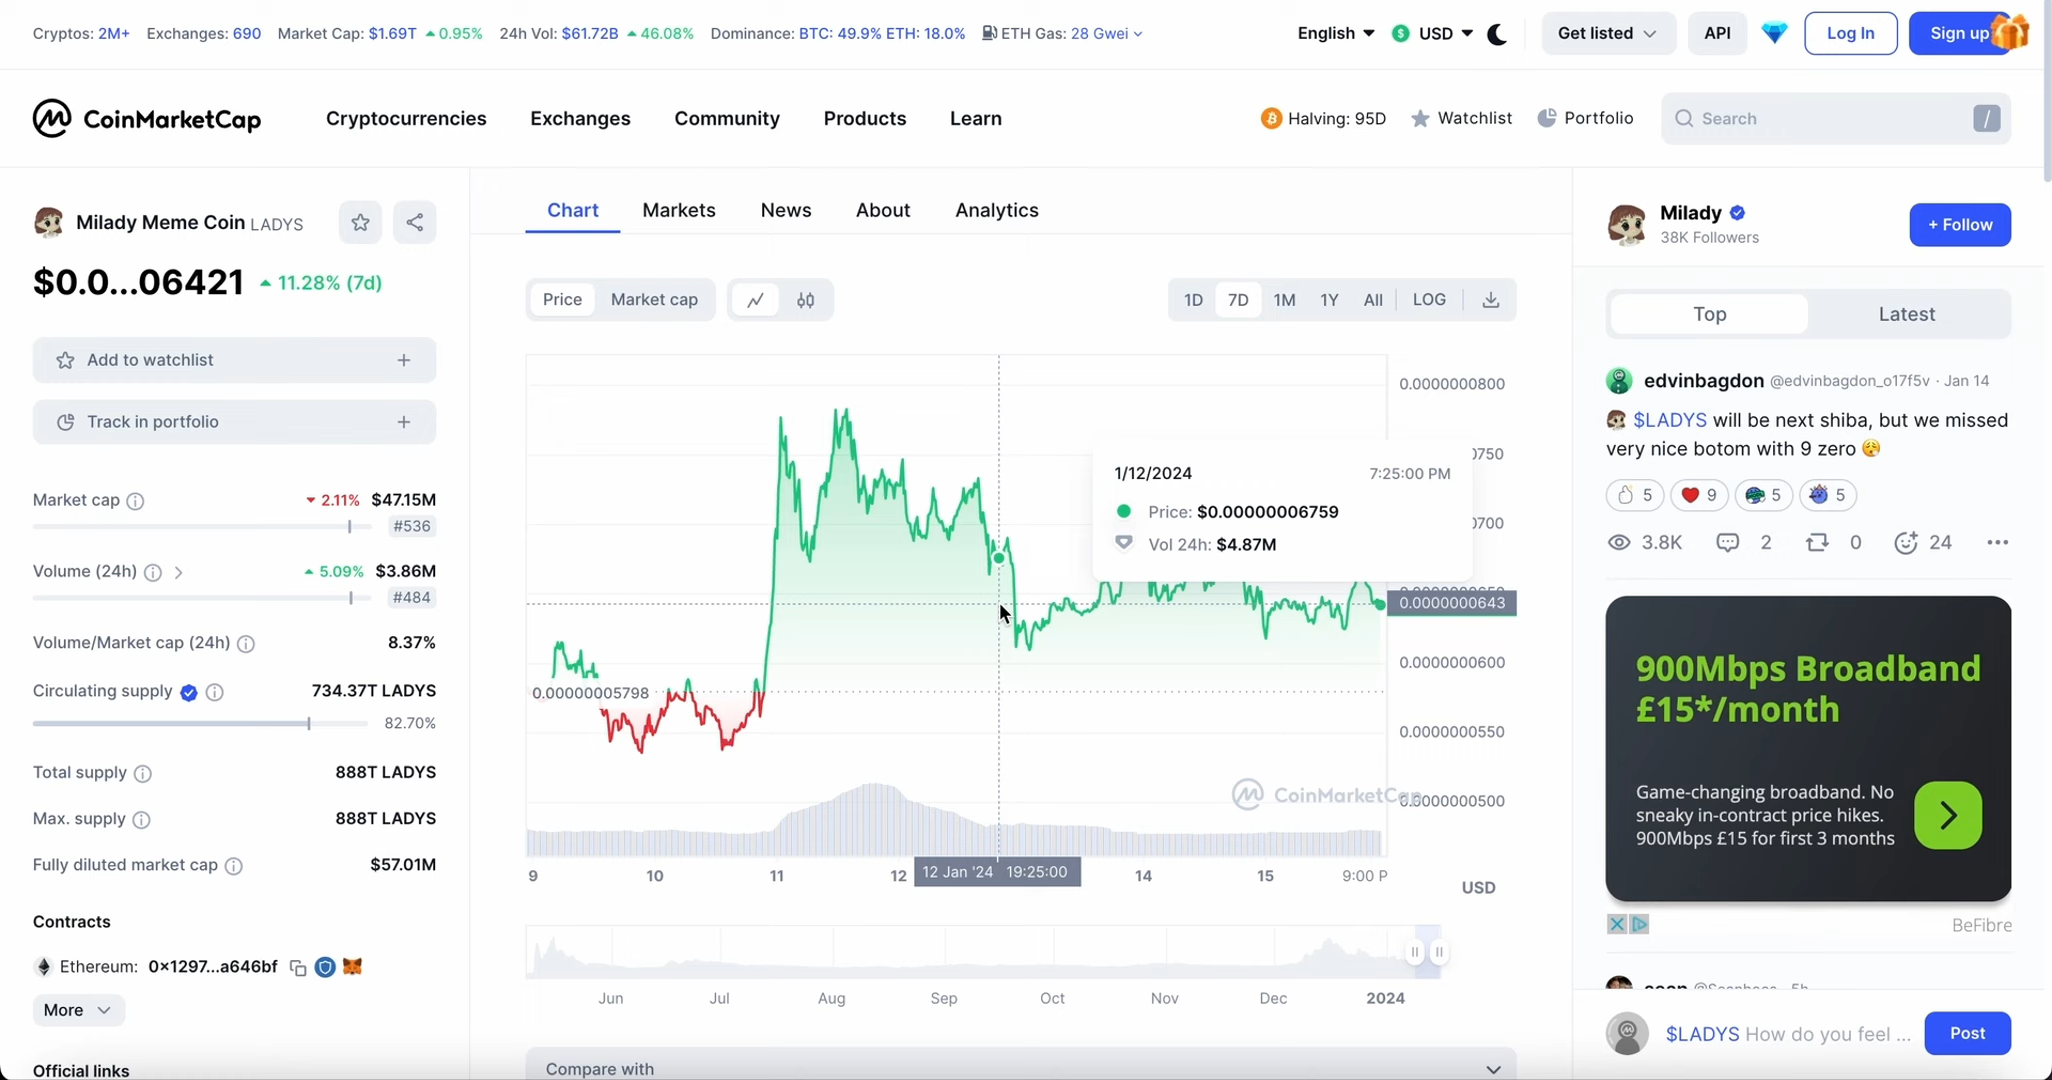 Cryptos: 2M+ Exchanges: 690 Market Cap: $1.69T 0.95% 24h Vol: $61.72B 46.08% Dominance: BTC: 49.9% ETH: 18.0% ETH Gas: 28 Gwei English USD Get listed API Log In Sign up
CoinMarketCap Cryptocurrencies Exchanges Community Products Learn Halving: 95D Watchlist Portfolio Search /
Milady Meme Coin LADYS
$0.0...06421 11.28% (7d)
Add to watchlist +
Track in portfolio +
Market cap 2.11% $47.15M
#536
Volume (24h) 5.09% $3.86M
#484
Volume/Market cap (24h) 8.37%
Circulating supply 734.37T LADYS
82.70%
Total supply 888T LADYS
Max. supply 888T LADYS
Fully diluted market cap $57.01M
Contracts
Ethereum: 0×1297...a646bf
More
Official links
Chart Markets News About Analytics
Price Market cap 1D 7D 1M 1Y All LOG
0.0000000800
0750
0700
0.0000000643
0.0000000600
0.0000000550
0.0000000500
1/12/2024 7:25:00 PM
Price: $0.00000006759
Vol 24h: $4.87M
0.00000005798
CoinMarketCap
9 10 11 12 12 Jan '24 19:25:00 14 15 9:00 P
USD
Jun Jul Aug Sep Oct Nov Dec 2024
Compare with
Milady
38K Followers
+ Follow
Top Latest
edvinbagdon @edvinbagdon_o17f5v · Jan 14
$LADYS will be next shiba, but we missed
very nice botom with 9 zero
5 9 5 5
3.8K 2 0 24
900Mbps Broadband
£15*/month
Game-changing broadband. No
sneaky in-contract price hikes.
900Mbps £15 for first 3 months
BeFibre
$LADYS How do you feel ... Post